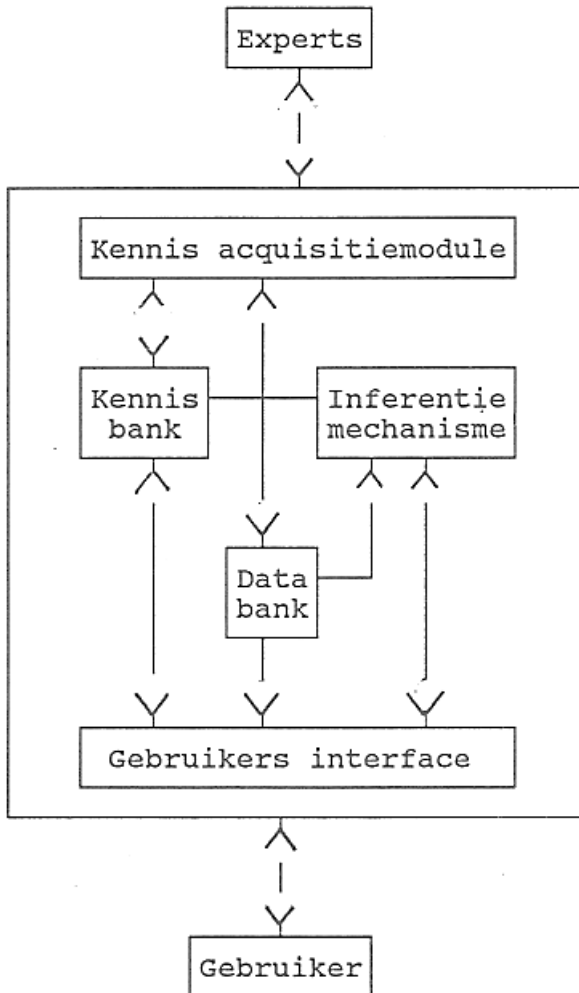 Experts
Kennis acquisitiemodule
Kennis
bank
Inferentie
mechanisme
Data
bank
Gebruikers interface
Gebruiker